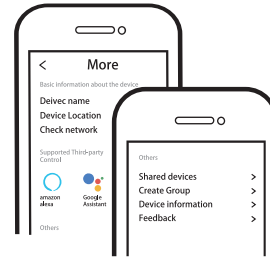 < More
Basic information about the device
Deivec name
Device Location
Check network
Supported Third-party
Control
amazon
alexa
Google
Assistant
Others
Others
Shared devices >
Create Group >
Device information >
Feedback >